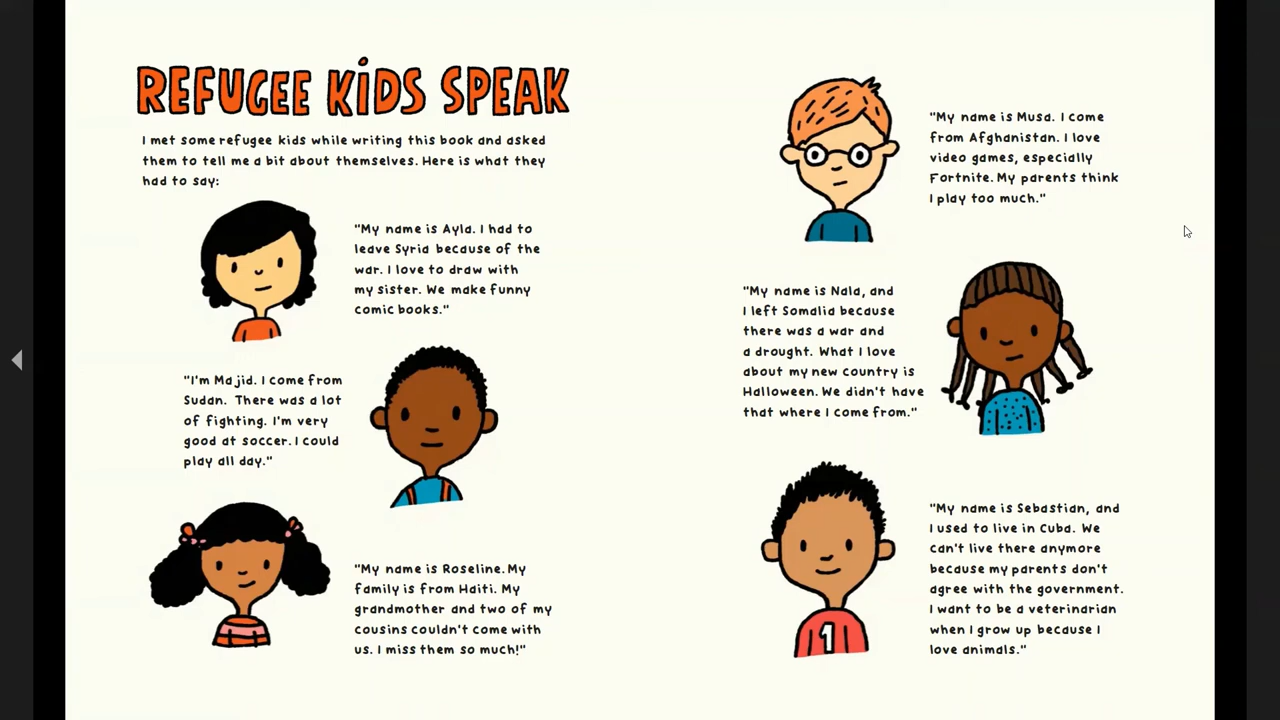 REFUGEE KIDS SPEAK
I met some refugee kids while writing this book and asked
them to tell me a bit about themselves. Here is what they
had to say:
"My name is Ayla. I had to
leave Syria because of the
war. I love to draw with
my sister. We make funny
comic books."
"I'm Majid. I come from
Sudan. There was a lot
of fighting. I'm very
good at soccer. I could
play all day."
"My name is Roseline. My
family is from Haiti. My
grandmother and two of my
cousins couldn't come with
us. I miss them so much!"
"My name is Musa. I come
from Afghanistan. I love
video games, especially
Fortnite. My parents think
I play too much."
"My name is Nala, and
I left Somalia because
there was a war and
a drought. What I love
about my new country is
Halloween. We didn't have
that where I come from."
"My name is Sebastian, and
I used to live in Cuba. We
can't live there anymore
because my parents don't
agree with the government.
I want to be a veterinarian
when I grow up because I
love animals."
1